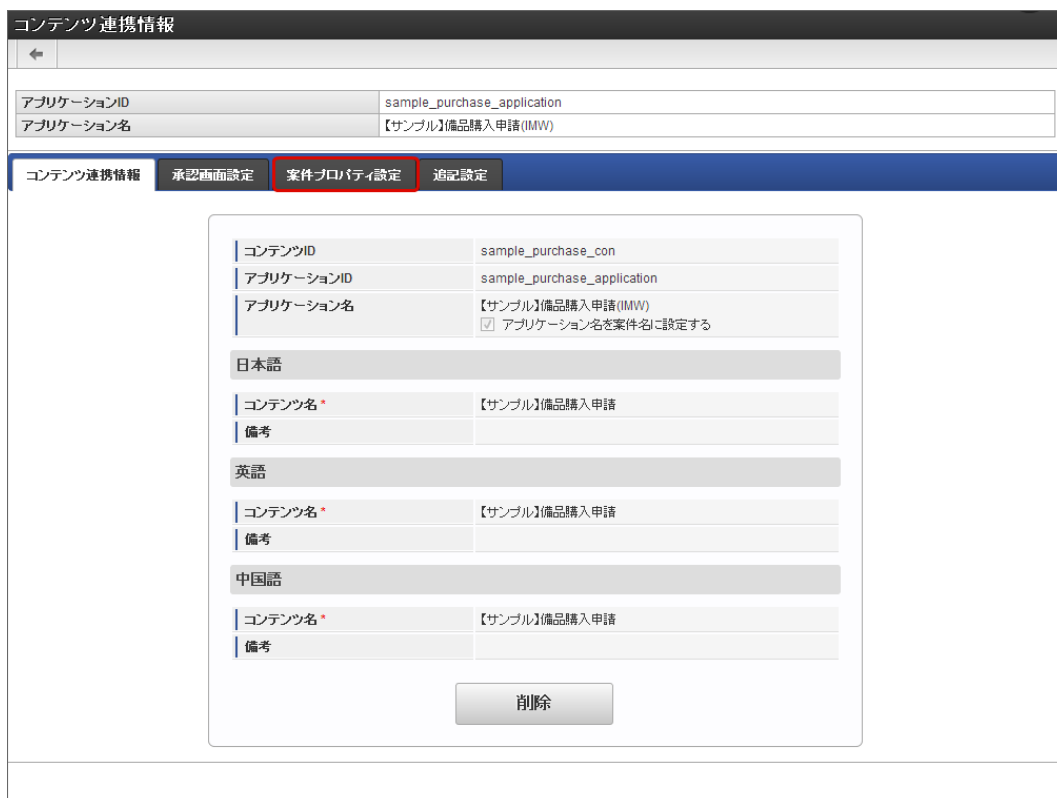 コンテンツ連携情報
アプリケーションID sample_purchase_application
アプリケーション名 【サンプル】備品購入申請(IMW)
コンテンツ連携情報 承認画面設定 案件プロパティ設定 追記設定
コンテンツID sample_purchase_con
アプリケーションID sample_purchase_application
アプリケーション名 【サンプル】備品購入申請(IMW)
アプリケーション名を案件名に設定する
日本語
コンテンツ名* 【サンプル】備品購入申請
備考
英語
コンテンツ名* 【サンプル】備品購入申請
備考
中国語
コンテンツ名* 【サンプル】備品購入申請
備考
削除